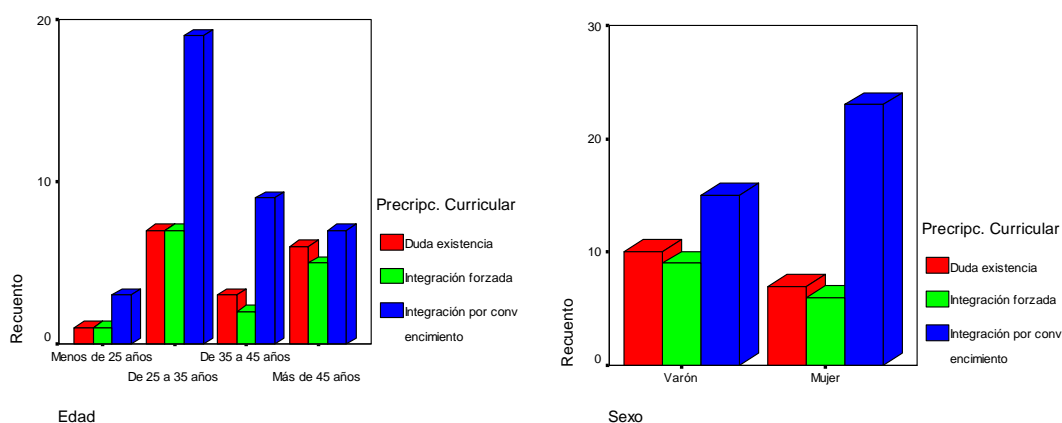 20
10
0
Recuento
Menos de 25 años
De 25 a 35 años
De 35 a 45 años
Más de 45 años
Edad
Precripc. Curricular
Duda existencia
Integración forzada
Integración por conv
encimiento
30
20
10
0
Recuento
Varón
Mujer
Sexo
Precripc. Curricular
Duda existencia
Integración forzada
Integración por conv
encimiento